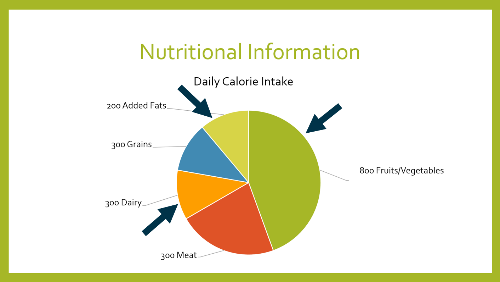 Nutritional Information
Daily Calorie Intake
200 Added Fats
300 Grains
800 Fruits/Vegetables
300 Dairy
300 Meat